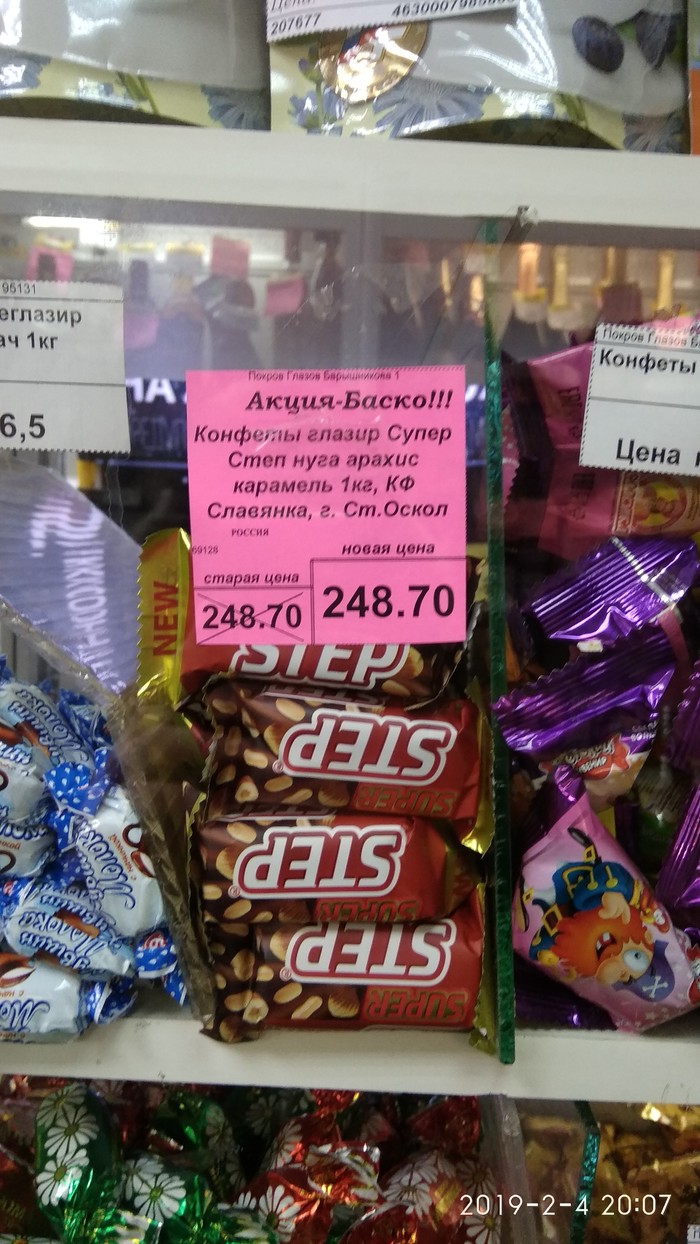 207677
95131
еглазир
ач 1кг
6,5
Покров Глазов Барышникова 1
Акция-Баско!!!
Конфеты глазир Супер
Степ нуга арахис
карамель 1кг, КФ
Славянка, г. Ст.Оскол
РОССИЯ
69128
новая цена
старая цена
248.70
248.70
Покров Глазов Барышников
Конфеты
Цена
NEW
STEP
STEP
SUPER
STEP
SUPER
STEP
SUPER
2019-2-4 20:07